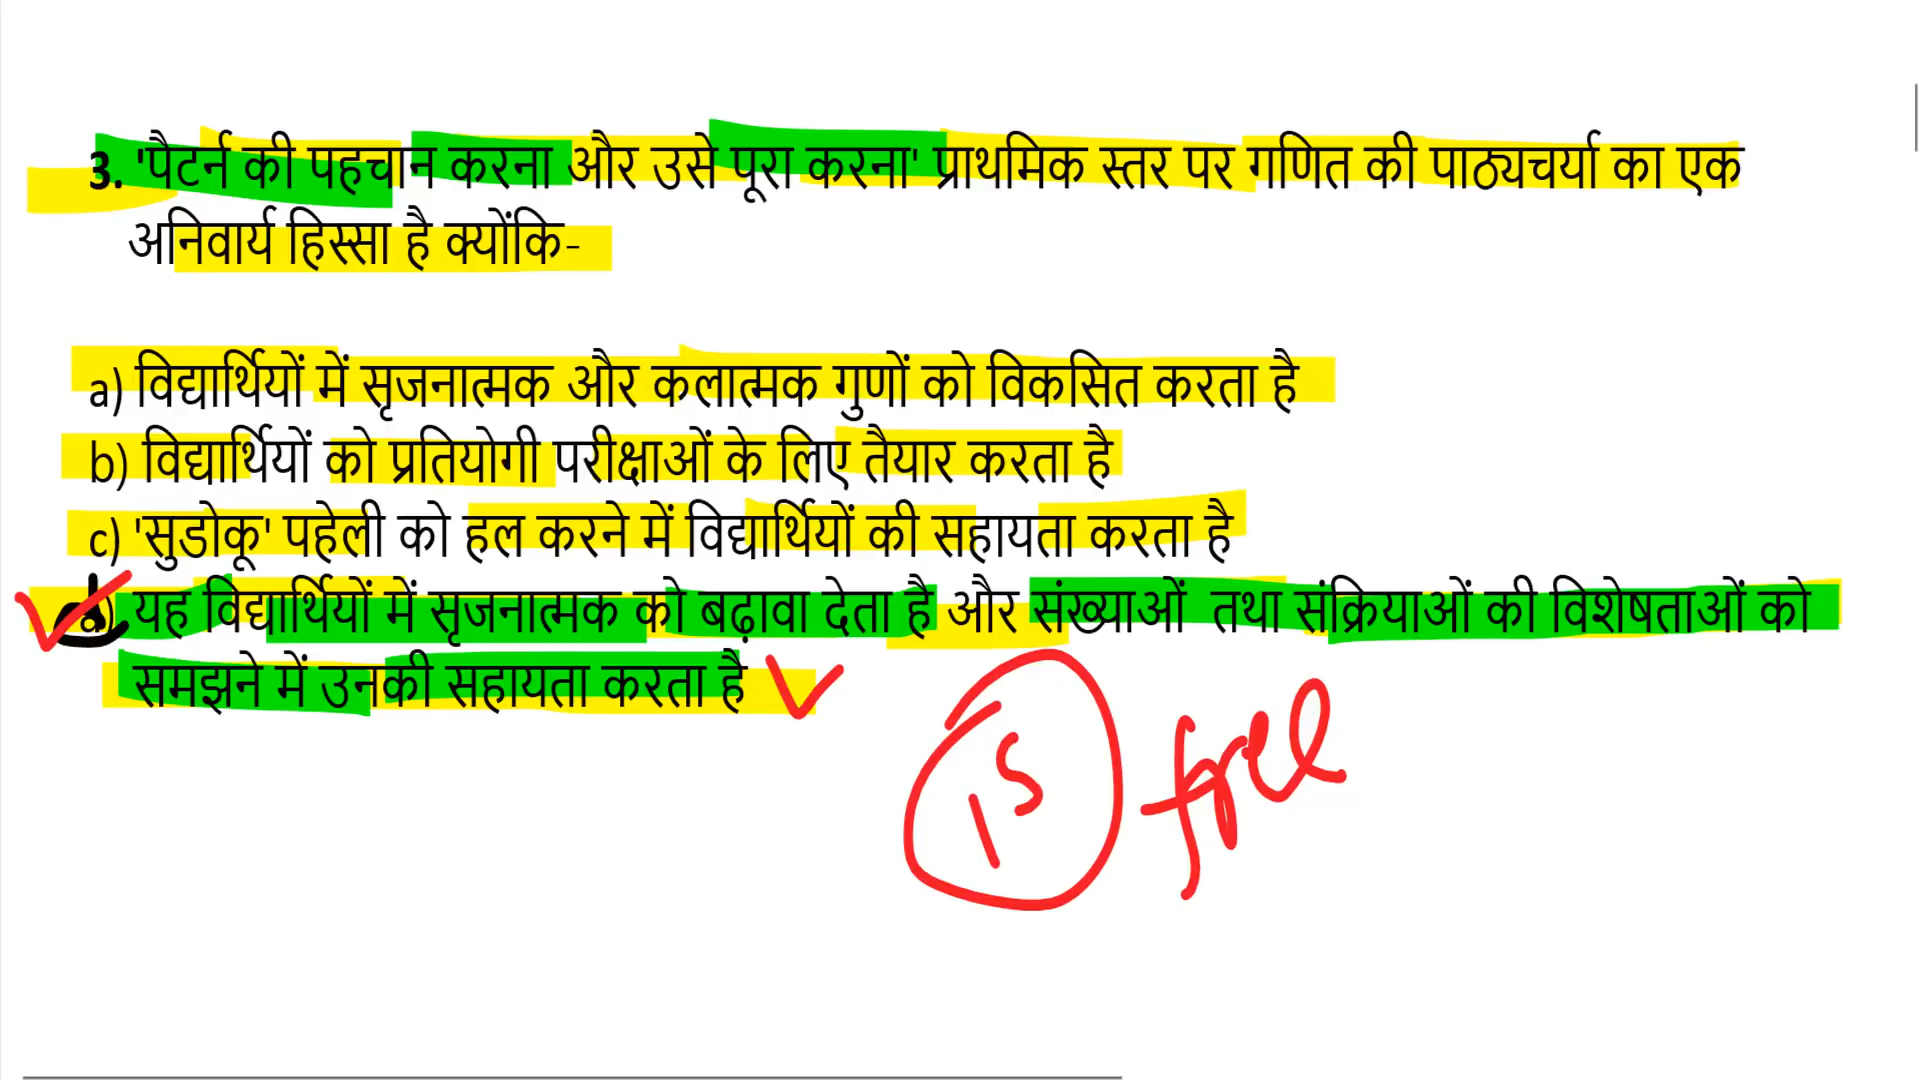 3. 'पैटर्न की पहचान करना और उसे पूरा करना' प्राथमिक स्तर पर गणित की पाठ्यचर्या का एक
अनिवार्य हिस्सा है क्योंकि-
a) विद्यार्थियों में सृजनात्मक और कलात्मक गुणों को विकसित करता है
b) विद्यार्थियों को प्रतियोगी परीक्षाओं के लिए तैयार करता है
c) 'सुडोकू' पहेली को हल करने में विद्यार्थियों की सहायता करता है
d) यह विद्यार्थियों में सृजनात्मक को बढ़ावा देता है और संख्याओं तथा संक्रियाओं की विशेषताओं को
समझने में उनकी सहायता करता है
15 free